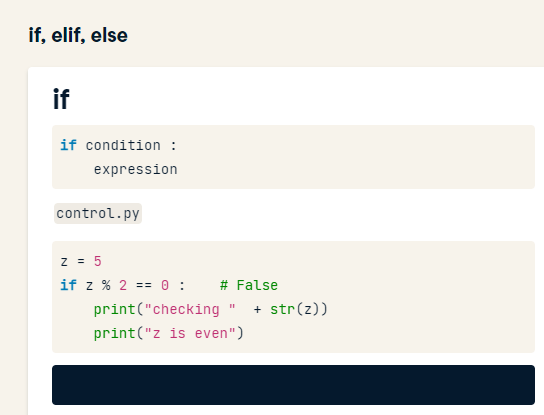 if, elif, else
if
if condition :
    expression
control.py
z = 5
if z % 2 == 0 :    # False
    print("checking "  + str(z))
    print("z is even")